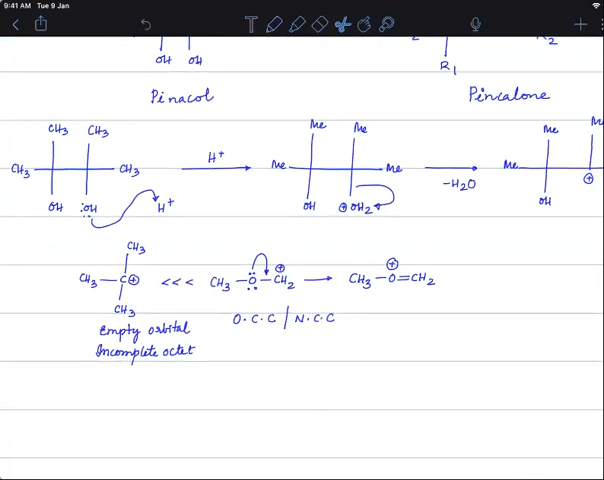 9:41 AM Tue 9 Jan
OH OH
R2
R1
Pinacol
Pincalone
CH3 CH3
CH3 CH3
OH :OH
H+
H+
Me Me
Me Me
OH ⊕OH2
-H2O
Me Me
Me
OH ⊕
CH3
CH3 - C⊕ <<< CH3 - O - CH2 ⊕ → CH3 - O = CH2 ⊕
CH3
O·C·C / N·C·C
Empty orbital
Incomplete octet